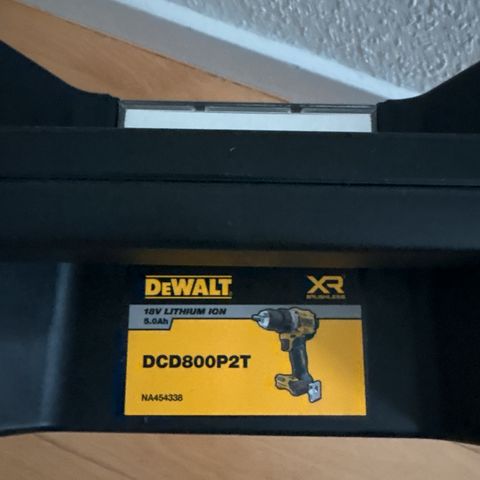 DEWALT
XR
BRUSHLESS
18V LITHIUM ION
5.0Ah
DCD800P2T
NA454338